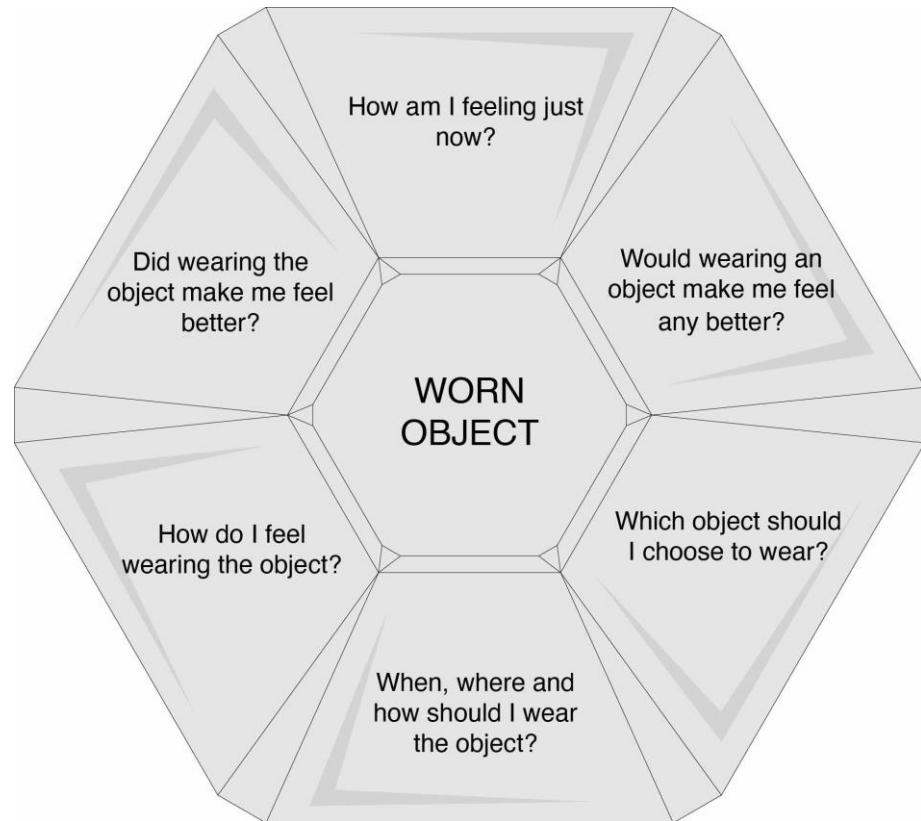 How am I feeling just
now?
Would wearing an
object make me feel
any better?
Which object should
I choose to wear?
When, where and
how should I wear
the object?
How do I feel
wearing the object?
Did wearing the
object make me feel
better?
WORN
OBJECT